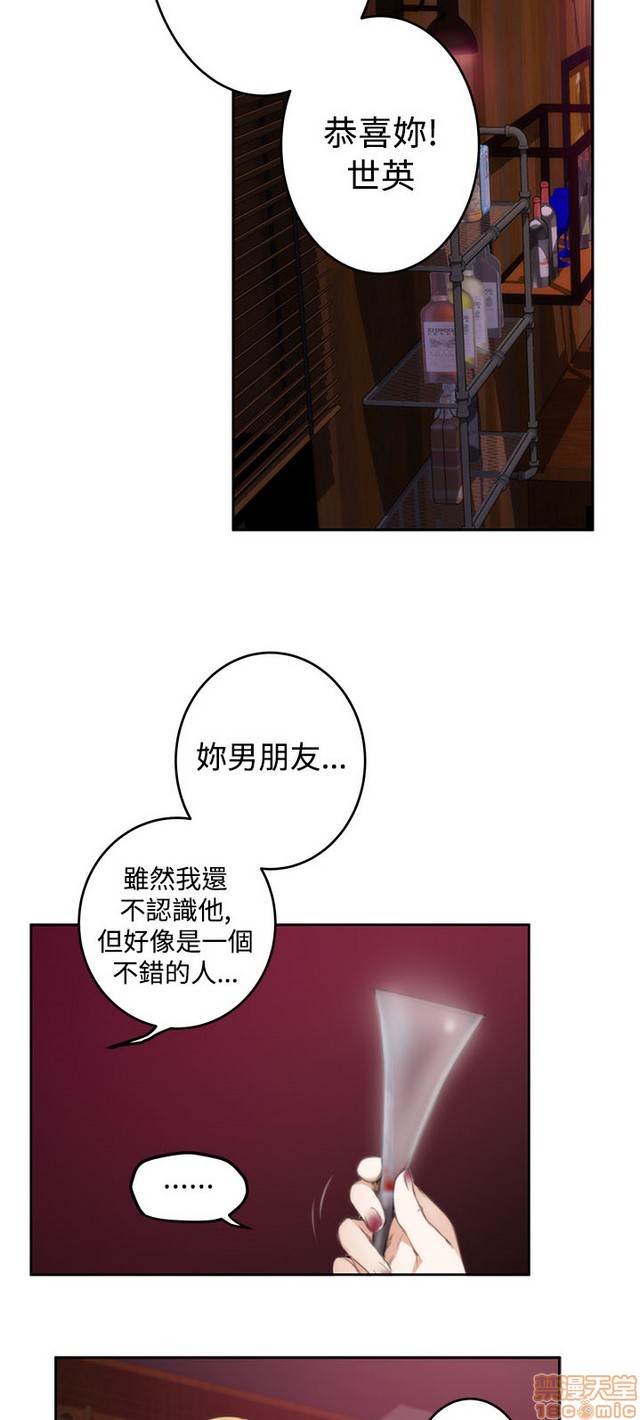 恭喜妳!
世英
妳男朋友...
雖然我還
不認識他,
但好像是一個
不錯的人...
......
禁漫天堂
18comic